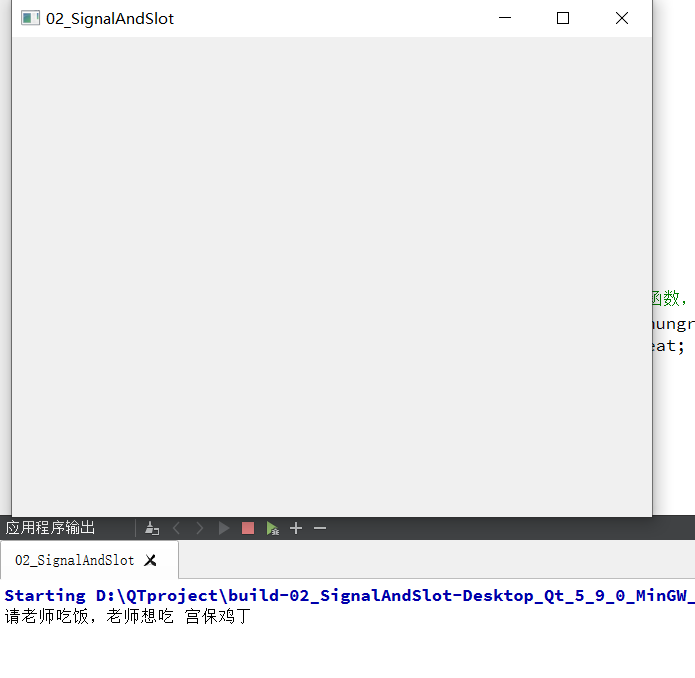 02_SignalAndSlot
函数，
eat;
应用程序输出
02_SignalAndSlot
Starting D:\QTproject\build-02_SignalAndSlot-Desktop_Qt_5_9_0_MinGW_
请老师吃饭，老师想吃 宫保鸡丁